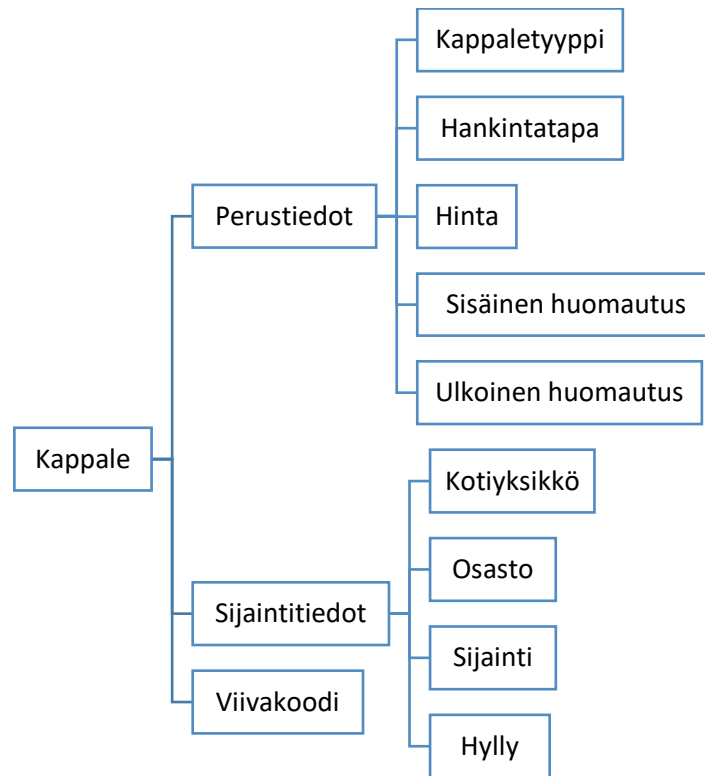 Kappale
Perustiedot
Kappaletyyppi
Hankintatapa
Hinta
Sisäinen huomautus
Ulkoinen huomautus
Sijaintitiedot
Kotiyksikkö
Osasto
Sijainti
Hylly
Viivakoodi